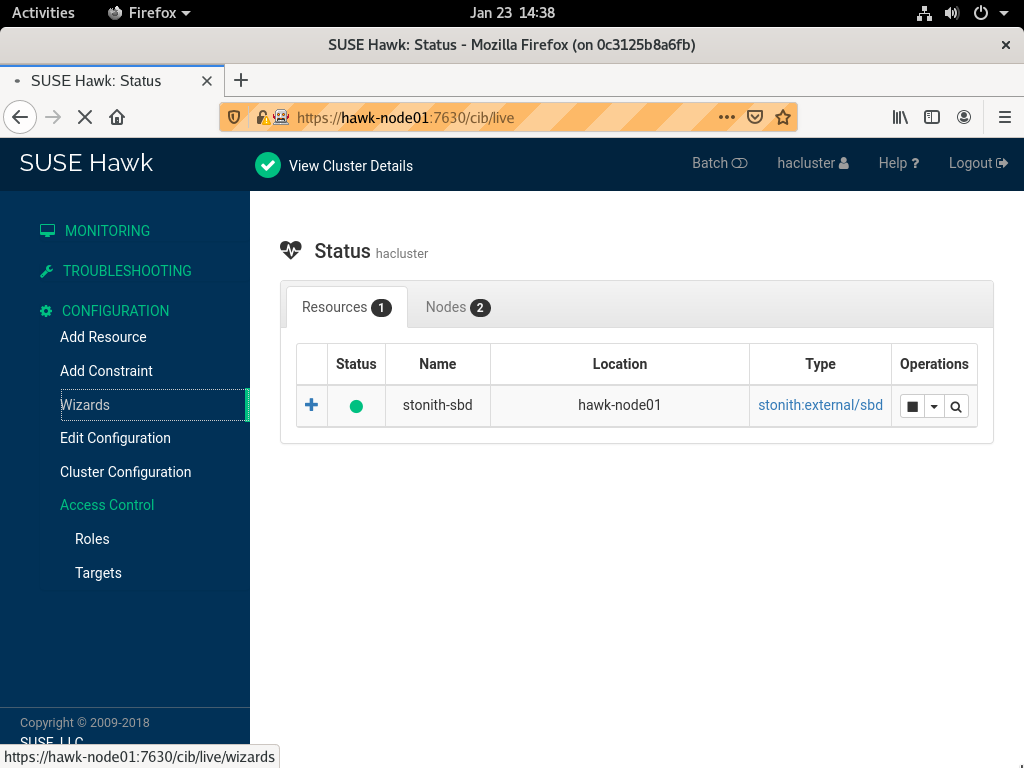 Activities Firefox Jan 23 14:38
SUSE Hawk: Status - Mozilla Firefox (on 0c3125b8a6fb)
SUSE Hawk: Status
https://hawk-node01:7630/cib/live
SUSE Hawk View Cluster Details Batch hacluster Help ? Logout
MONITORING
TROUBLESHOOTING
CONFIGURATION
Add Resource
Add Constraint
Wizards
Edit Configuration
Cluster Configuration
Access Control
Roles
Targets
Copyright © 2009-2018
SUSE, LLC
https://hawk-node01:7630/cib/live/wizards
Status hacluster
Resources 1 Nodes 2
Status Name Location Type Operations
stonith-sbd hawk-node01 stonith:external/sbd